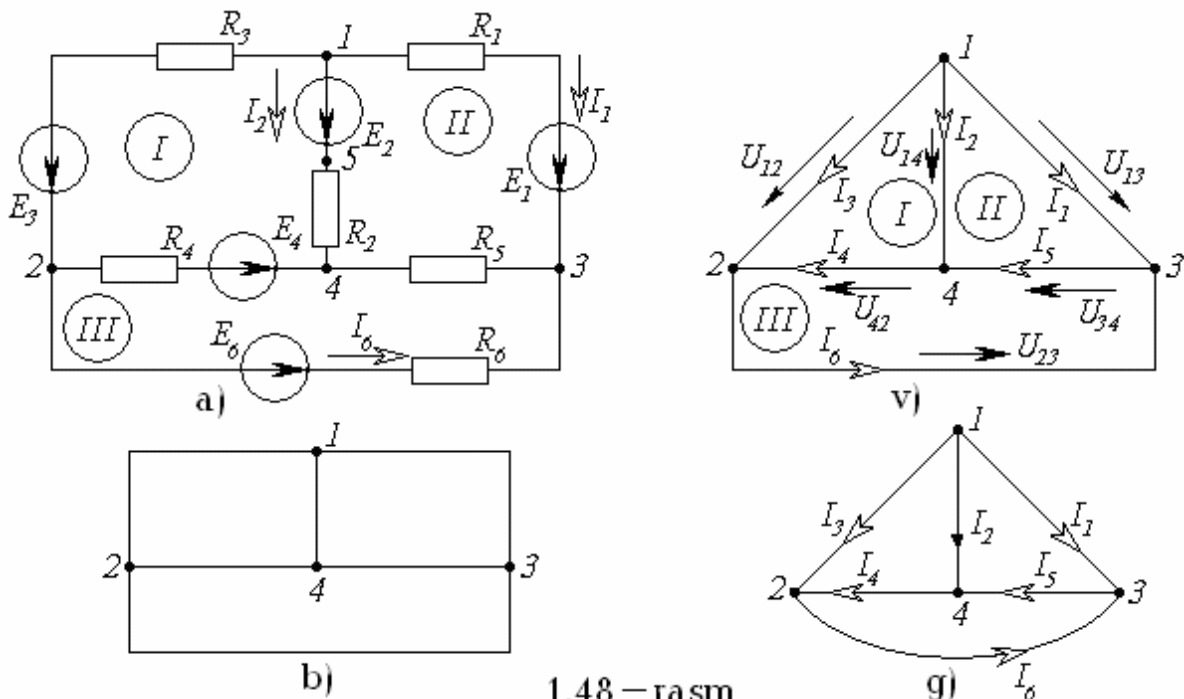 R3 1 R1
I2 I1
I II
E2
5
E3 E1
R4 E4 R2 R5
2 4 3
III
E6 I6 R6
a)
1
U12 I2 U13
U14
I3 I II I1
I4 I5
2 4 3
III U42 U34
I6 U23
v)
1
2 4 3
b)
1
I3 I2 I1
I4 I5
2 4 3
I6
g)
1.48 – rasm